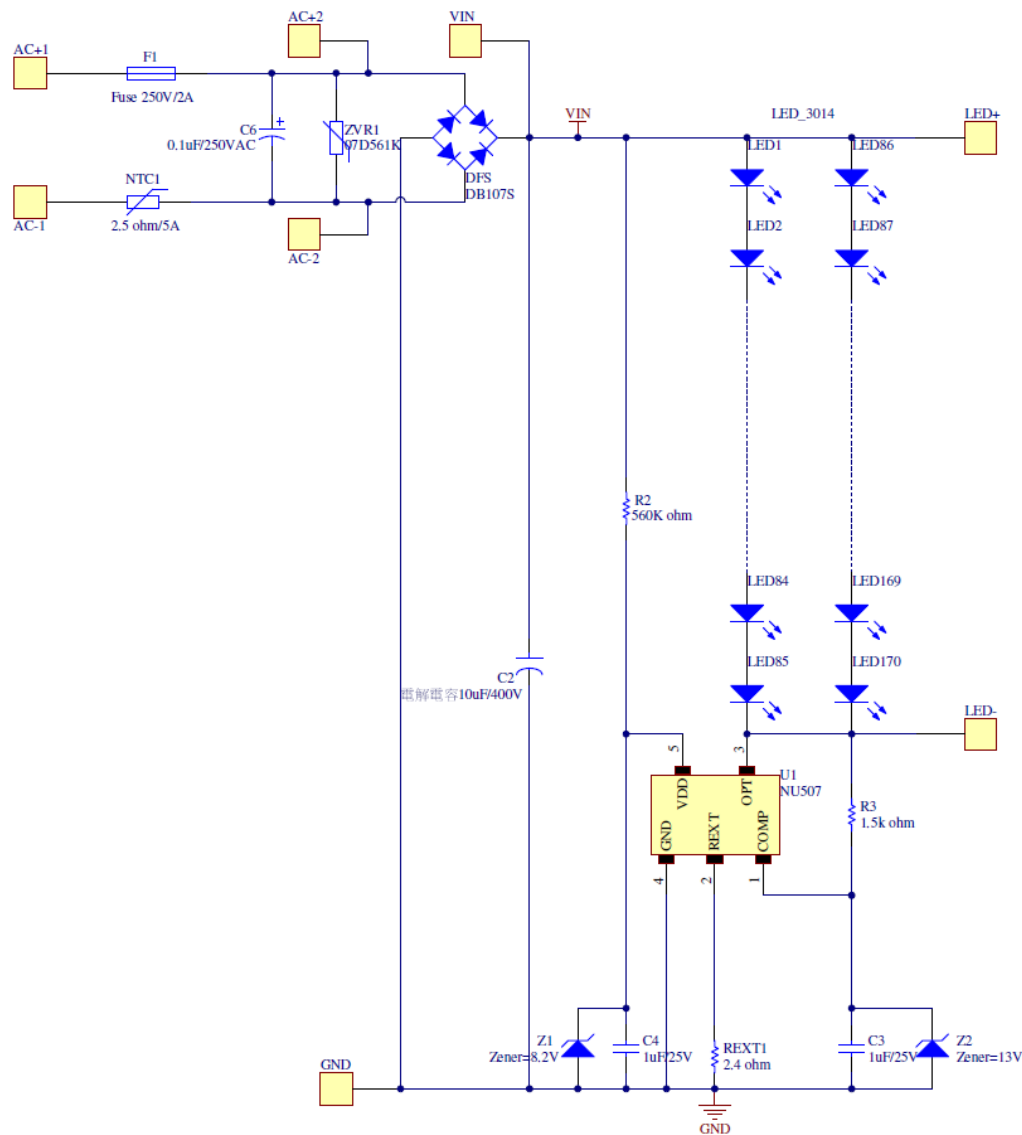 AC+1
F1
Fuse 250V/2A
AC+2
VIN
C6
0.1uF/250VAC
+
ZVR1
07D561K
DFS
DB107S
NTC1
2.5 ohm/5A
AC-1
AC-2
VIN
LED_3014
LED+
LED1
LED86
LED2
LED87
R2
560K ohm
LED84
LED169
LED85
LED170
C2
電解電容10uF/400V
LED-
5
3
U1
NU507
VDD
OPT
GND
REXT
COMP
4
2
1
R3
1.5k ohm
Z1
Zener=8.2V
C4
1uF/25V
REXT1
2.4 ohm
C3
1uF/25V
Z2
Zener=13V
GND
GND